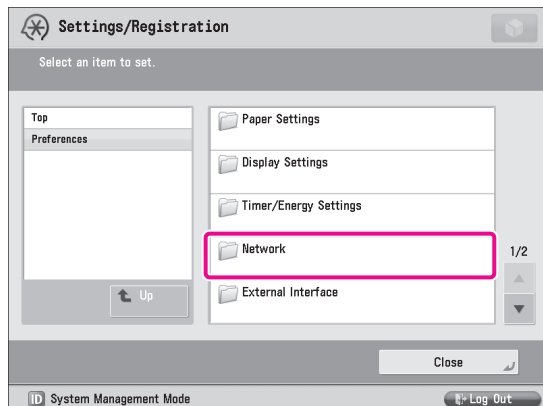 Settings/Registration
Select an item to set.
Top
Preferences
Up
Paper Settings
Display Settings
Timer/Energy Settings
Network
External Interface
1/2
Close
ID System Management Mode
Log Out